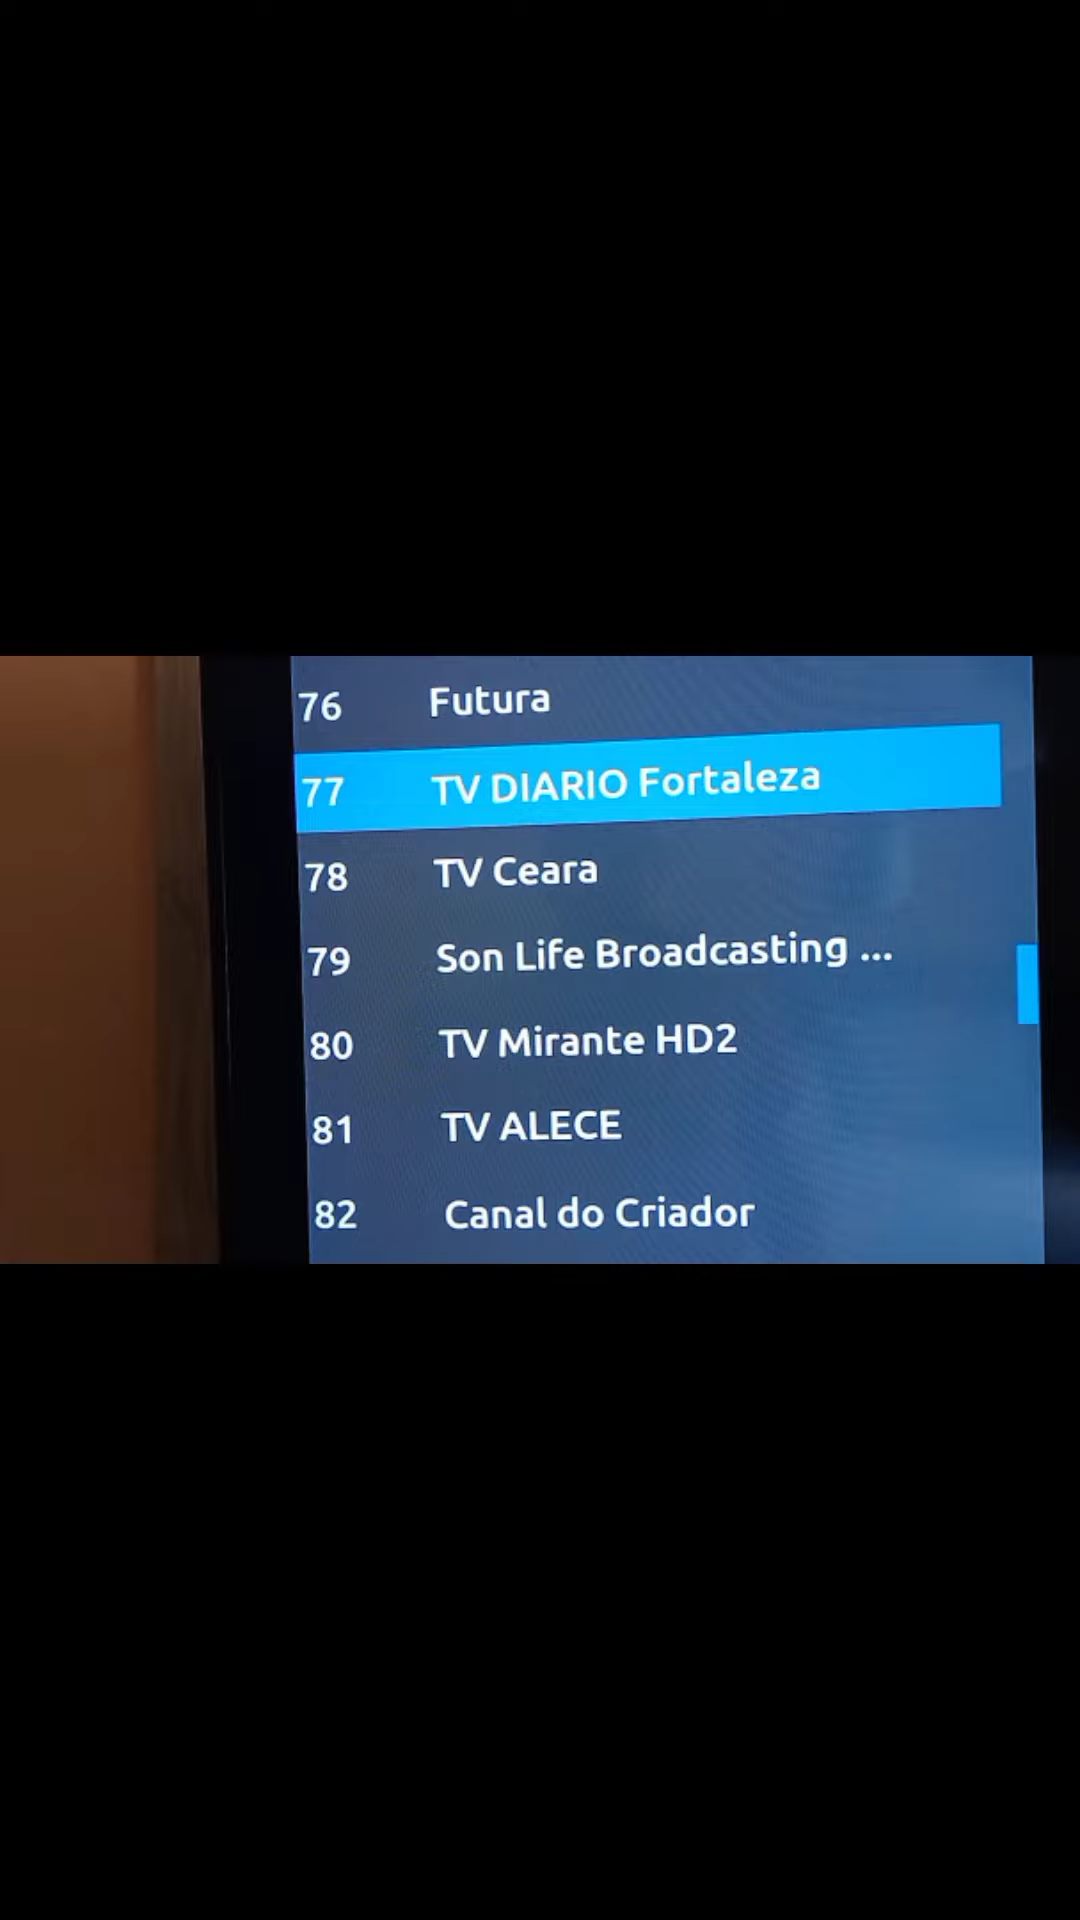 76 Futura
77 TV DIARIO Fortaleza
78 TV Ceara
79 Son Life Broadcasting ...
80 TV Mirante HD2
81 TV ALECE
82 Canal do Criador